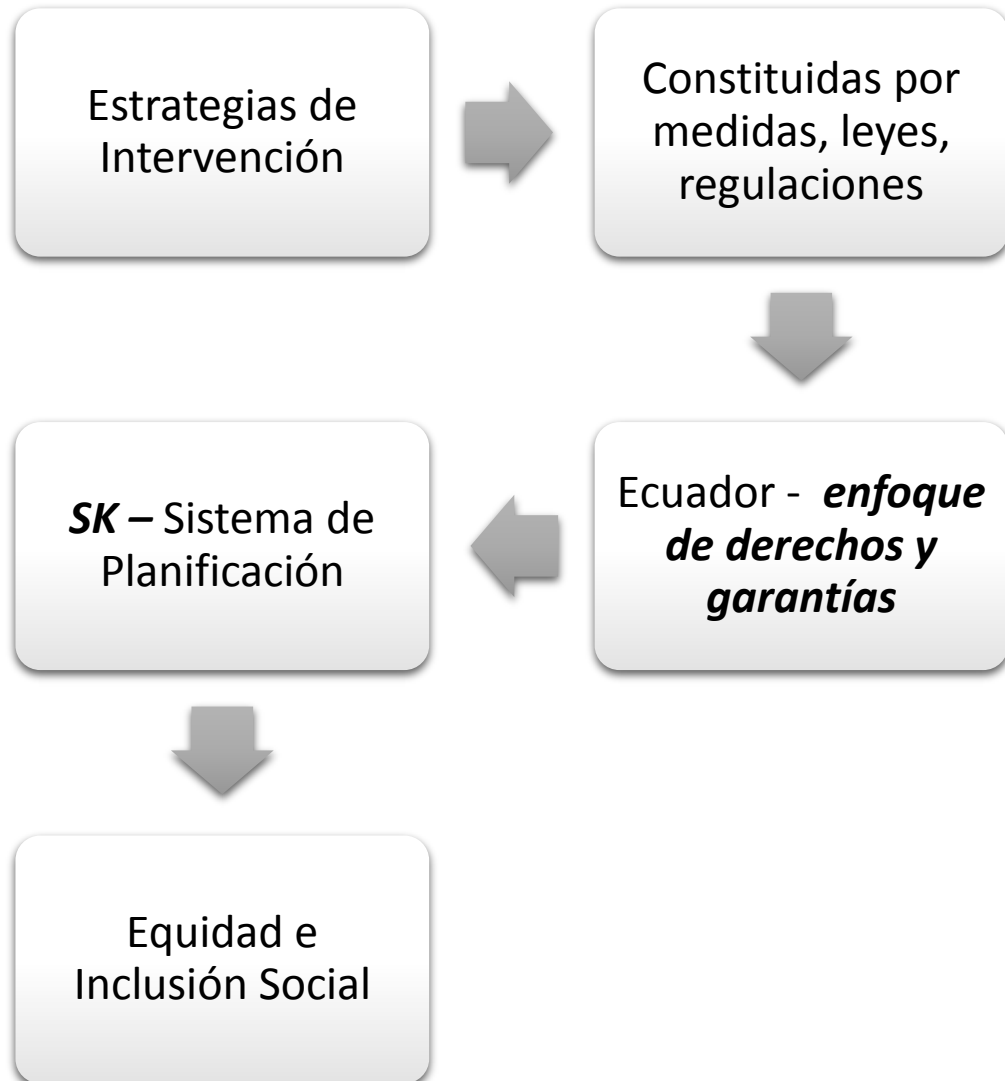 Estrategias de
Intervención
Constituidas por
medidas, leyes,
regulaciones
Ecuador - enfoque
de derechos y
garantías
SK – Sistema de
Planificación
Equidad e
Inclusión Social